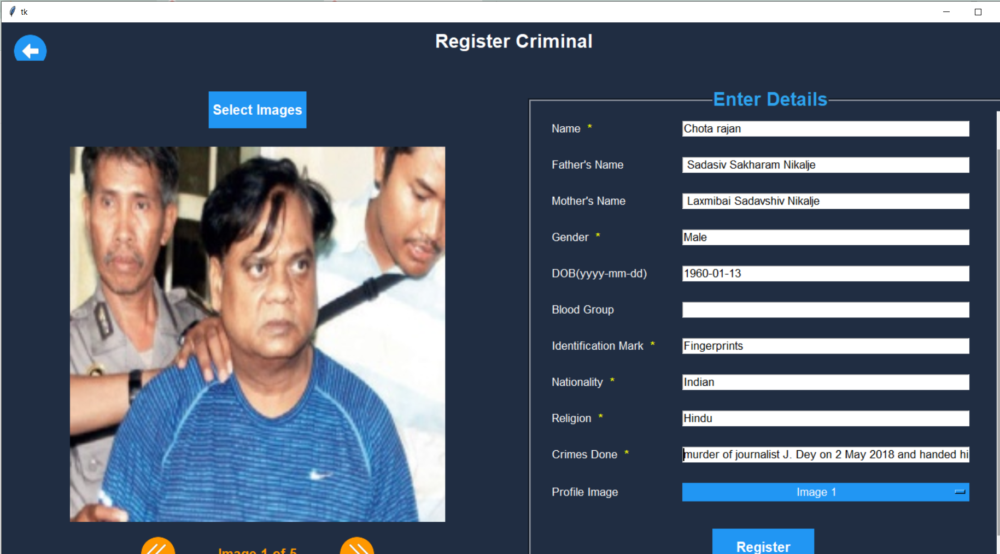 tk
Register Criminal
Select Images
Enter Details
Name *
Chota rajan
Father's Name
Sadasiv Sakharam Nikalje
Mother's Name
Laxmibai Sadavshiv Nikalje
Gender *
Male
DOB(yyyy-mm-dd)
1960-01-13
Blood Group
Identification Mark *
Fingerprints
Nationality *
Indian
Religion *
Hindu
Crimes Done *
murder of journalist J. Dey on 2 May 2018 and handed hi
Profile Image
Image 1
Image 1 of 5
Register